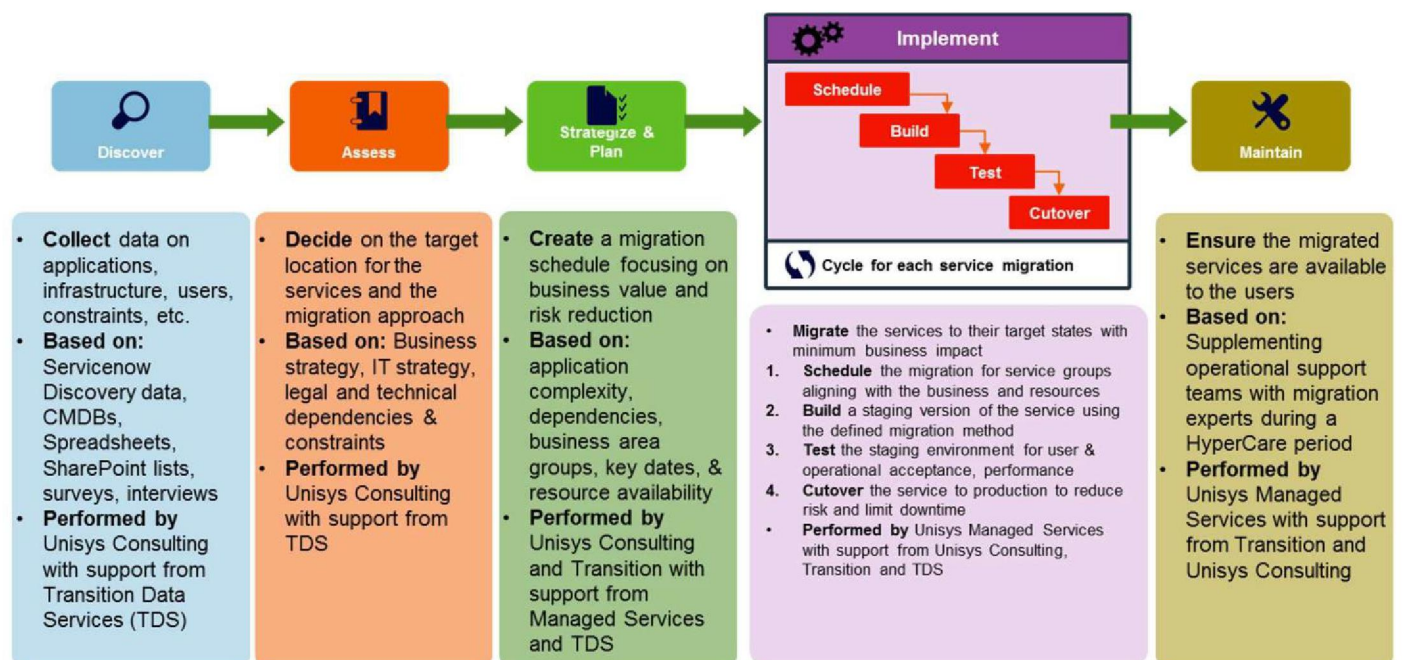 Discover
Assess
Strategize &
Plan
Implement
Schedule
Build
Test
Cutover
Cycle for each service migration
Maintain
• Collect data on
applications,
infrastructure, users,
constraints, etc.
• Based on:
Servicenow
Discovery data,
CMDBs,
Spreadsheets,
SharePoint lists,
surveys, interviews
• Performed by
Unisys Consulting
with support from
Transition Data
Services (TDS)
• Decide on the target
location for the
services and the
migration approach
• Based on: Business
strategy, IT strategy,
legal and technical
dependencies &
constraints
• Performed by
Unisys Consulting
with support from
TDS
• Create a migration
schedule focusing on
business value and
risk reduction
• Based on:
application
complexity,
dependencies,
business area
groups, key dates, &
resource availability
• Performed by
Unisys Consulting
and Transition with
support from
Managed Services
and TDS
• Migrate the services to their target states with
minimum business impact
1. Schedule the migration for service groups
aligning with the business and resources
2. Build a staging version of the service using
the defined migration method
3. Test the staging environment for user &
operational acceptance, performance
4. Cutover the service to production to reduce
risk and limit downtime
• Performed by Unisys Managed Services
with support from Unisys Consulting,
Transition and TDS
• Ensure the migrated
services are available
to the users
• Based on:
Supplementing
operational support
teams with migration
experts during a
HyperCare period
• Performed by
Unisys Managed
Services with support
from Transition and
Unisys Consulting